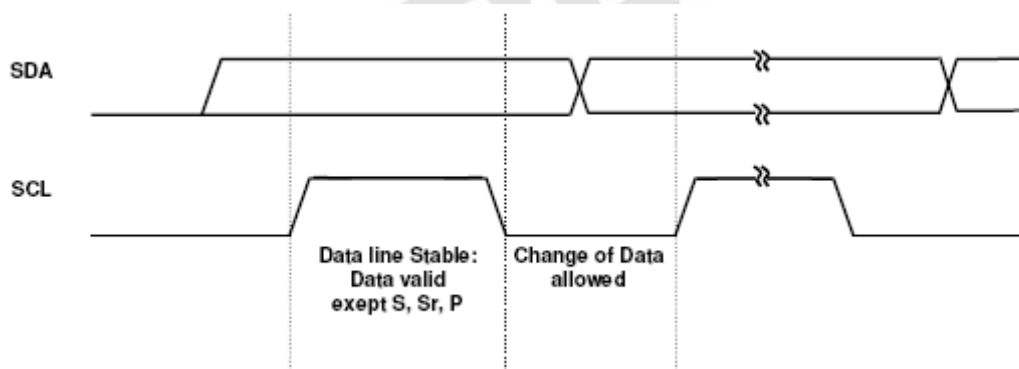 SDA
SCL
Data line Stable:
Data valid
exept S, Sr, P
Change of Data
allowed